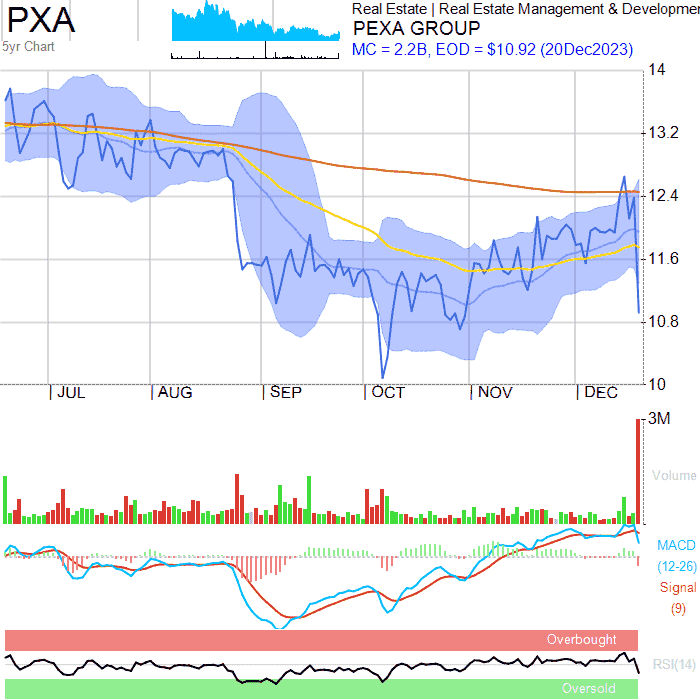 PXA
5yr Chart
Real Estate | Real Estate Management & Developmen
PEXA GROUP
MC = 2.2B, EOD = $10.92 (20Dec2023)
14
13.2
12.4
11.6
10.8
10
JUL
AUG
SEP
OCT
NOV
DEC
3M
Volume
MACD
(12-26)
Signal
(9)
Overbought
RSI(14)
Oversold